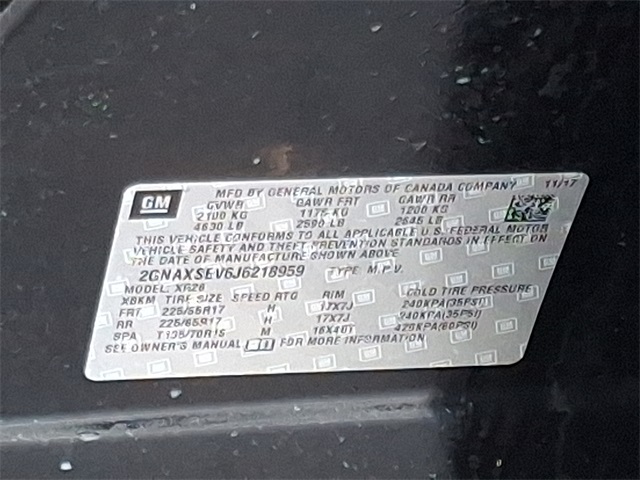 GM
MFD BY GENERAL MOTORS OF CANADA COMPANY 11/17
GVWR GAWR FRT GAWR RR
2100 KG 1175 KG 1200 KG
4630 LB 2590 LB 2645 LB
THIS VEHICLE CONFORMS TO ALL APPLICABLE U.S. FEDERAL MOTOR
VEHICLE SAFETY AND THEFT PREVENTION STANDARDS IN EFFECT ON
THE DATE OF MANUFACTURE SHOWN ABOVE
2GNAXSEV6J6218959 TYPE: M.P.V.
MODEL: XR26
TIRE SIZE SPEED RTG RIM COLD TIRE PRESSURE
FRT 225/65R17 H 17X7J 240KPA(35PSI)
RR 225/65R17 H 17X7J 240KPA(35PSI)
SPA M 16X4BT 420KPA(60PSI)
SEE OWNER'S MANUAL FOR MORE INFORMATION